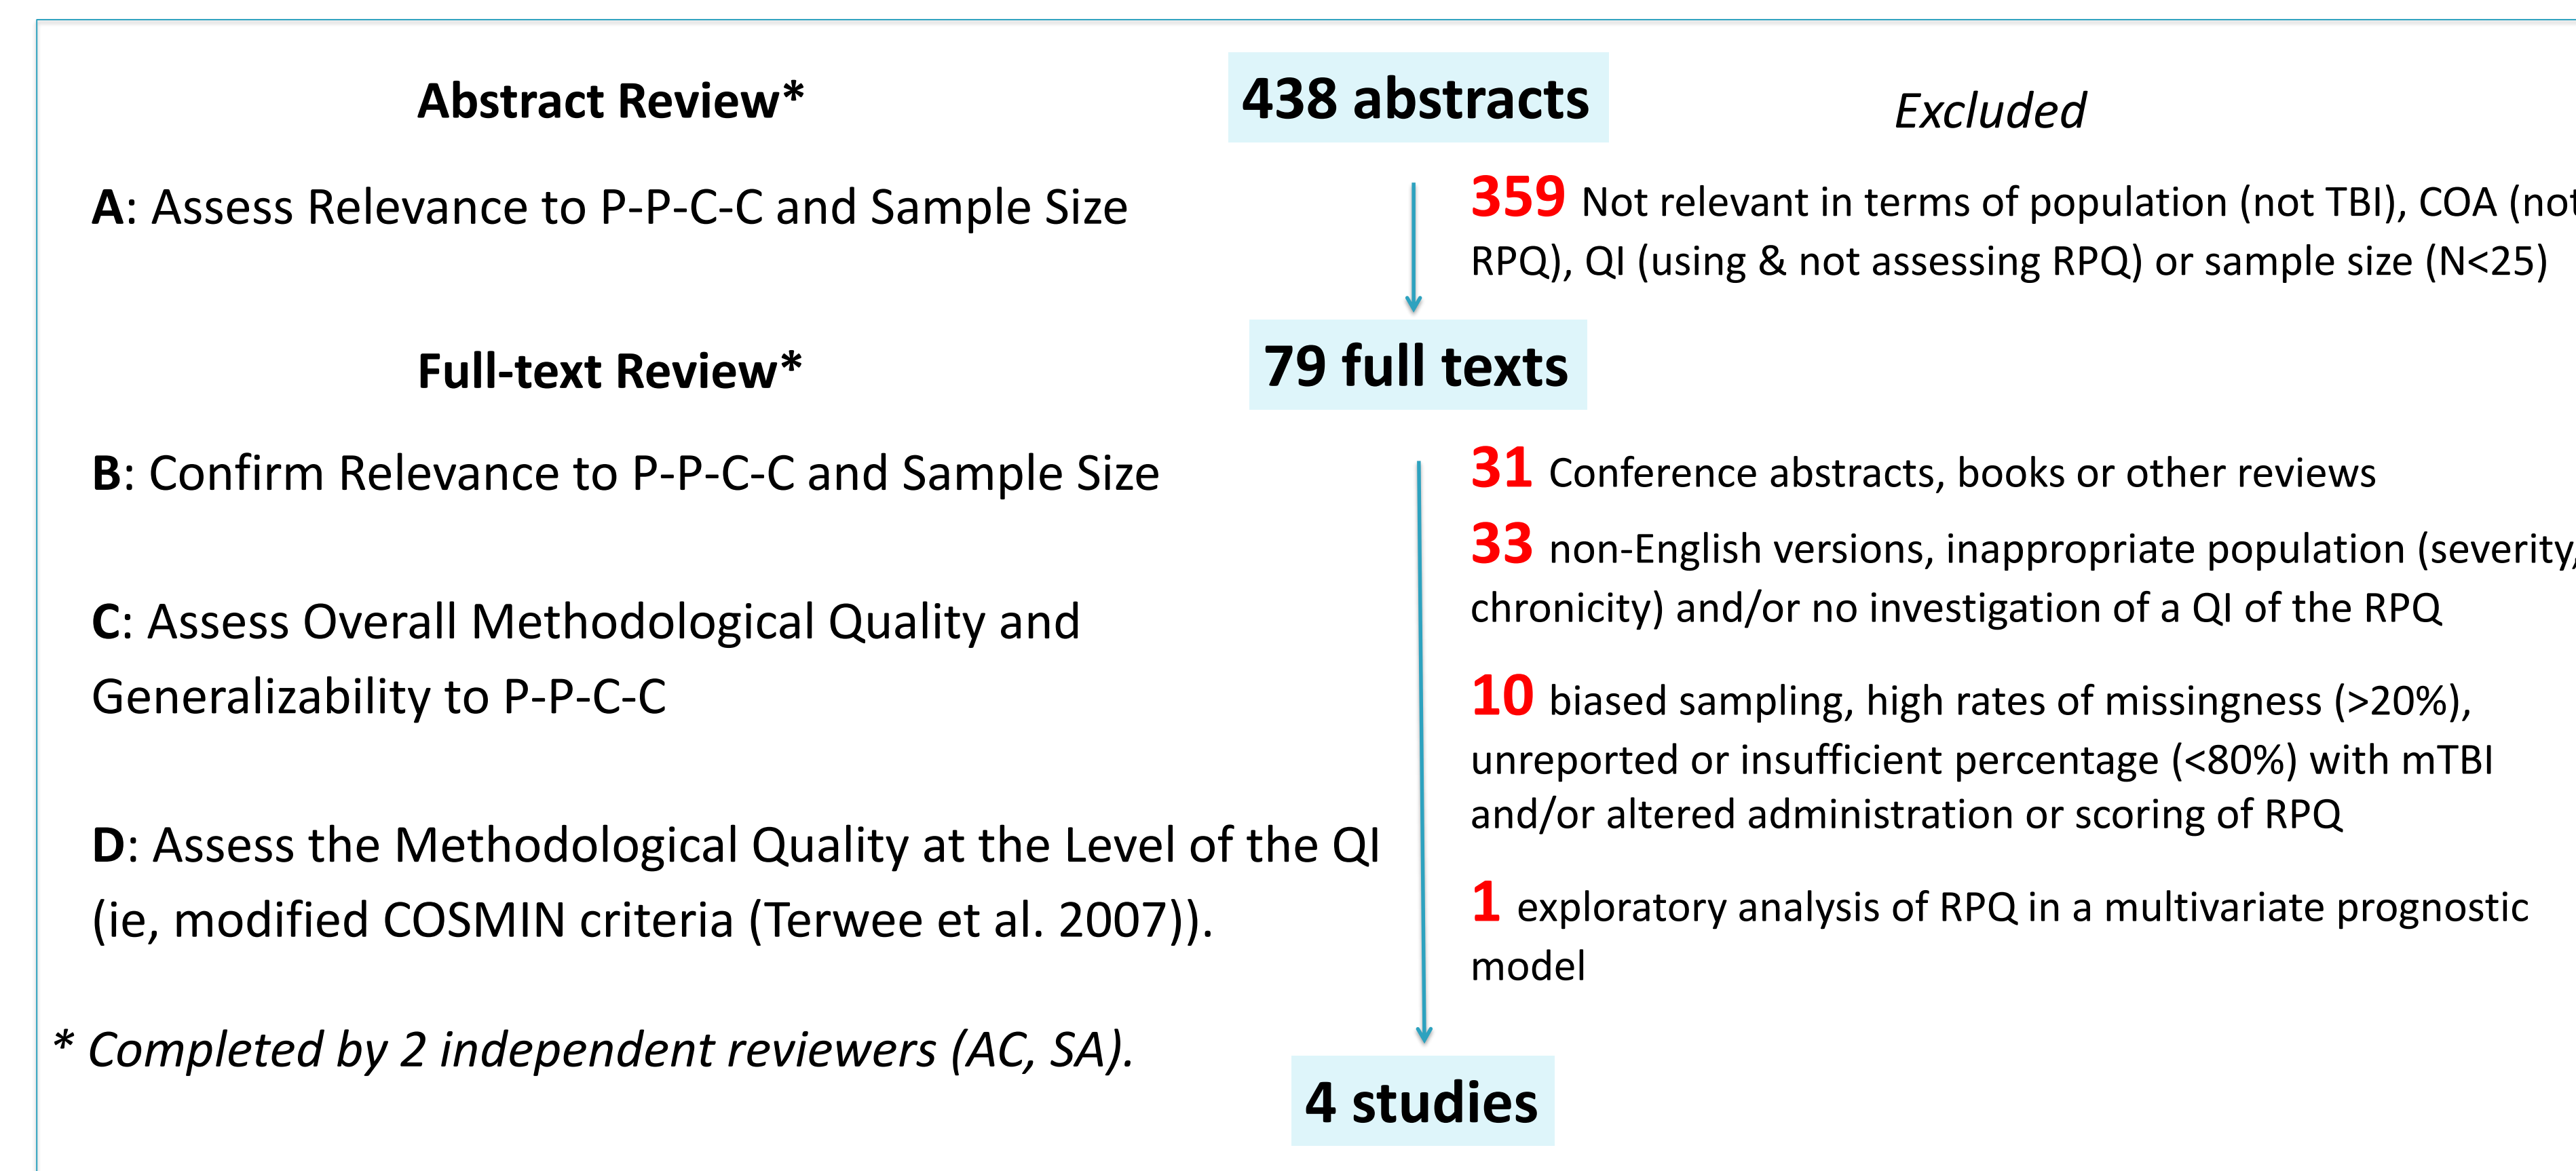 Abstract Review*
438 abstracts
Excluded
A: Assess Relevance to P-P-C-C and Sample Size
359 Not relevant in terms of population (not TBI), COA (not
RPQ), QI (using & not assessing RPQ) or sample size (N<25)
Full-text Review*
79 full texts
B: Confirm Relevance to P-P-C-C and Sample Size
31 Conference abstracts, books or other reviews
33 non-English versions, inappropriate population (severity,
chronicity) and/or no investigation of a QI of the RPQ
C: Assess Overall Methodological Quality and
Generalizability to P-P-C-C
10 biased sampling, high rates of missingness (>20%),
unreported or insufficient percentage (<80%) with mTBI
and/or altered administration or scoring of RPQ
D: Assess the Methodological Quality at the Level of the QI
(ie, modified COSMIN criteria (Terwee et al. 2007)).
1 exploratory analysis of RPQ in a multivariate prognostic
model
* Completed by 2 independent reviewers (AC, SA).
4 studies